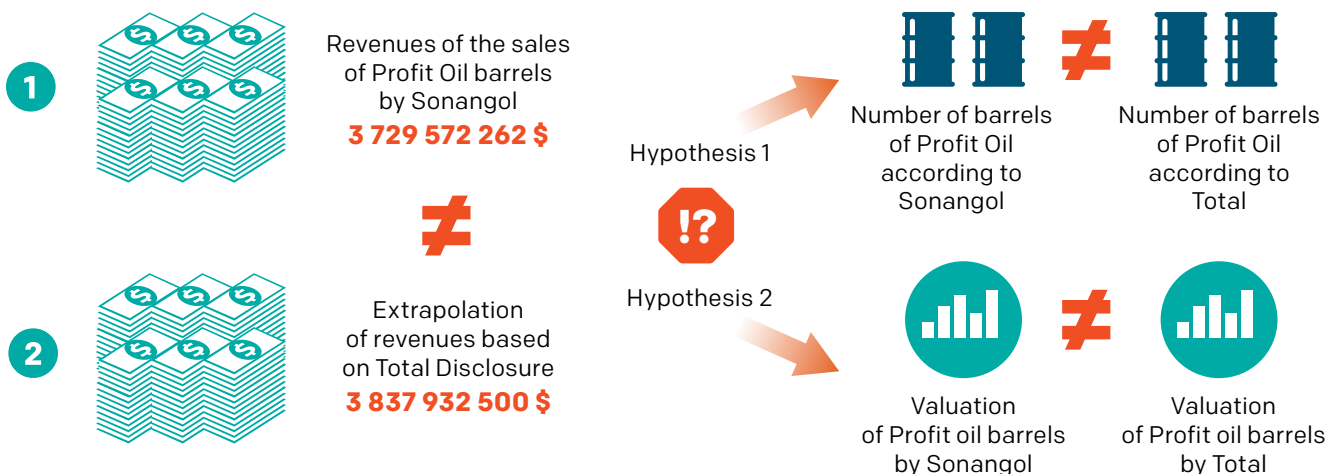 1
Revenues of the sales
of Profit Oil barrels
by Sonangol
3 729 572 262 $
≠
2
Extrapolation
of revenues based
on Total Disclosure
3 837 932 500 $
Hypothesis 1
!?
Hypothesis 2
≠
Number of barrels
of Profit Oil
according to
Sonangol
Number of barrels
of Profit Oil
according to
Total
≠
Valuation
of Profit oil barrels
by Sonangol
Valuation
of Profit oil barrels
by Total